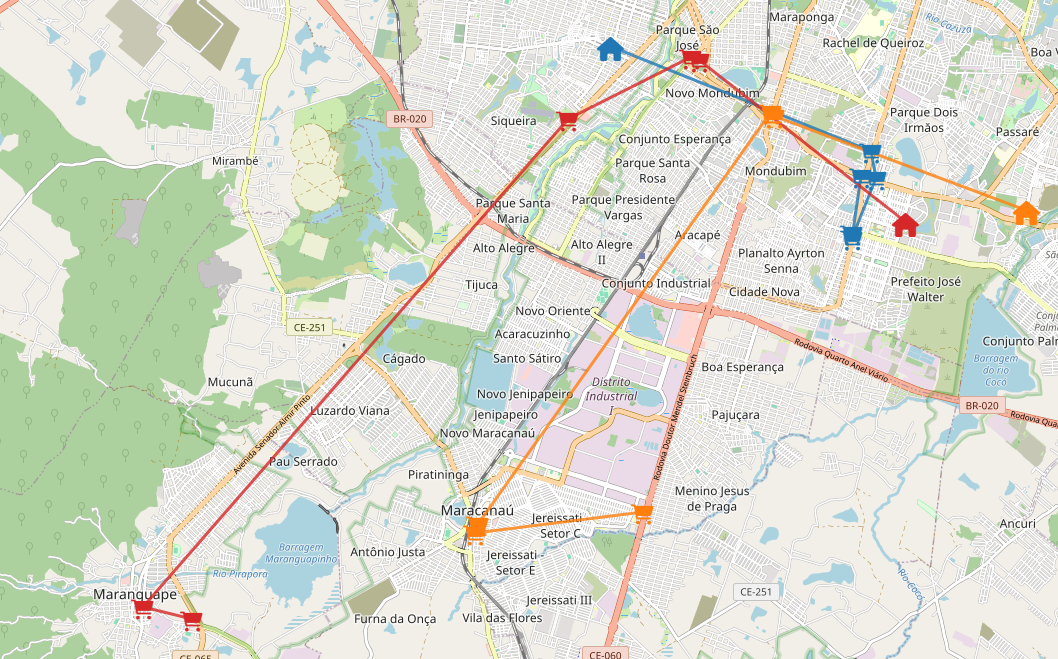 Maraponga
Rio Cazuza
Parque São
José
Rachel de Queiroz
Boa V
Novo Mondubim
BR-020
Siqueira
Parque Dois
Irmãos
Passaré
Conjunto Esperança
Mirambé
Parque Santa
Rosa
Mondubim
Parque Santa
Maria
Parque Presidente
Vargas
Aracapé
Alto Alegre
Alto Alegre
II
Planalto Ayrton
Senna
Sã
Tijuca
Conjunto Industrial
Cidade Nova
Prefeito José
Walter
Novo Oriente
CE-251
Acaracuzinho
Conj
Palm
Conjunto Palm
Cágado
Santo Sátiro
Boa Esperança
Rodovia Quarto Anel Viário
Barragem
do rio
Cocó
Mucunã
Novo Jenipapeiro
Distrito
Industrial
I
Rodovia Doutor Mendel Steinbruch
BR-020
Rodovia Qua
Luzardo Viana
Jenipapeiro
Pajuçara
Avenida Senador Almir Pinto
Novo Maracanaú
Pau Serrado
Piratininga
Menino Jesus
de Praga
Maracanaú
Jereissati
Setor C
Ancuri
Barragem
Maranguapinho
Antônio Justa
Jereissati
Setor E
Rio Pirapora
Rio Cocó
Maranguape
CE-251
Jereissati III
Furna da Onça
Vila das Flores
CE-065
CE-060